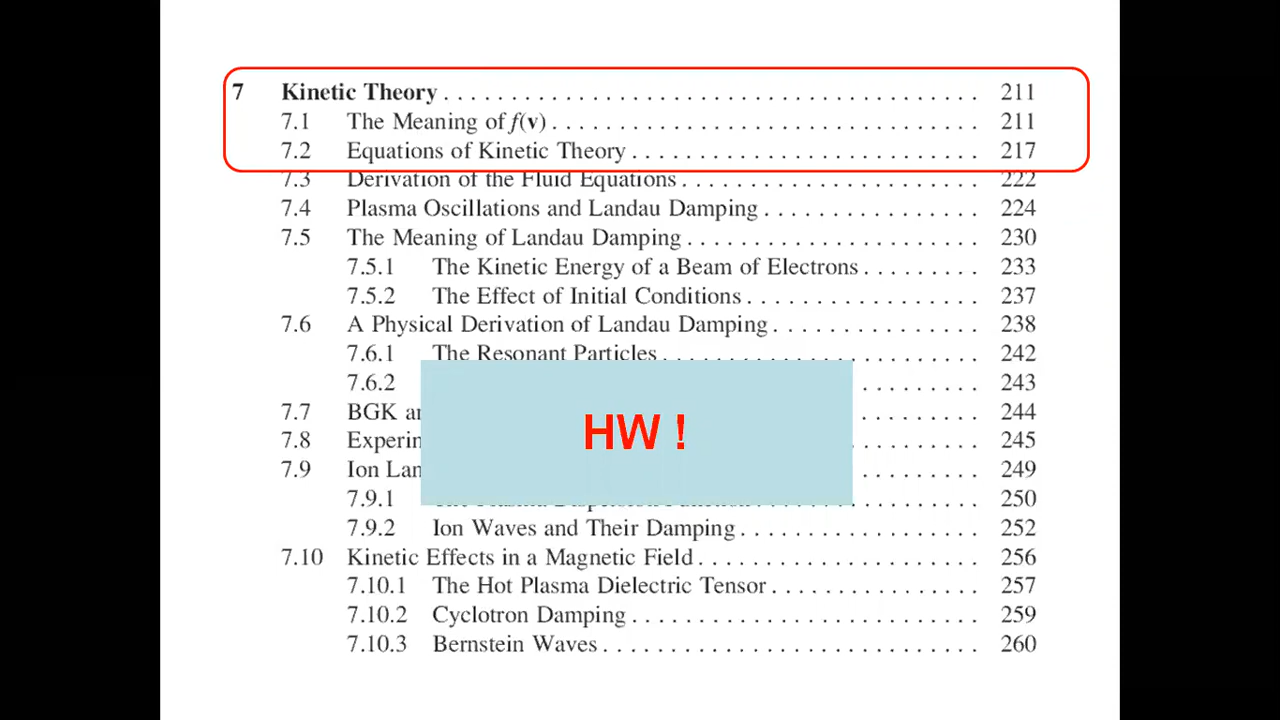 7 Kinetic Theory . . . . . . . . . . . . . . . . . . . . . . . . . . . . . . . . . . . . . . 211
7.1 The Meaning of f(v) . . . . . . . . . . . . . . . . . . . . . . . . . . . . . . 211
7.2 Equations of Kinetic Theory . . . . . . . . . . . . . . . . . . . . . . . . . 217
7.3 Derivation of the Fluid Equations . . . . . . . . . . . . . . . . . . . . . 222
7.4 Plasma Oscillations and Landau Damping . . . . . . . . . . . . . . . . 224
7.5 The Meaning of Landau Damping . . . . . . . . . . . . . . . . . . . . . 230
7.5.1 The Kinetic Energy of a Beam of Electrons . . . . . . . . . 233
7.5.2 The Effect of Initial Conditions . . . . . . . . . . . . . . . . . 237
7.6 A Physical Derivation of Landau Damping . . . . . . . . . . . . . . . 238
7.6.1 The Resonant Particles . . . . . . . . . . . . . . . . . . . . . . . 242
7.6.2 . . . . . . . . . 243
7.7 BGK . . . . . . . . . 244
HW !
7.8 . . . . . . . . . 245
7.9 Ion . . . . . . . . . 249
7.9.1 . . . . . . . . . 250
7.9.2 Ion Waves and Their Damping . . . . . . . . . . . . . . . . . 252
7.10 Kinetic Effects in a Magnetic Field . . . . . . . . . . . . . . . . . . . . 256
7.10.1 The Hot Plasma Dielectric Tensor . . . . . . . . . . . . . . . 257
7.10.2 Cyclotron Damping . . . . . . . . . . . . . . . . . . . . . . . . . 259
7.10.3 Bernstein Waves . . . . . . . . . . . . . . . . . . . . . . . . . . . 260